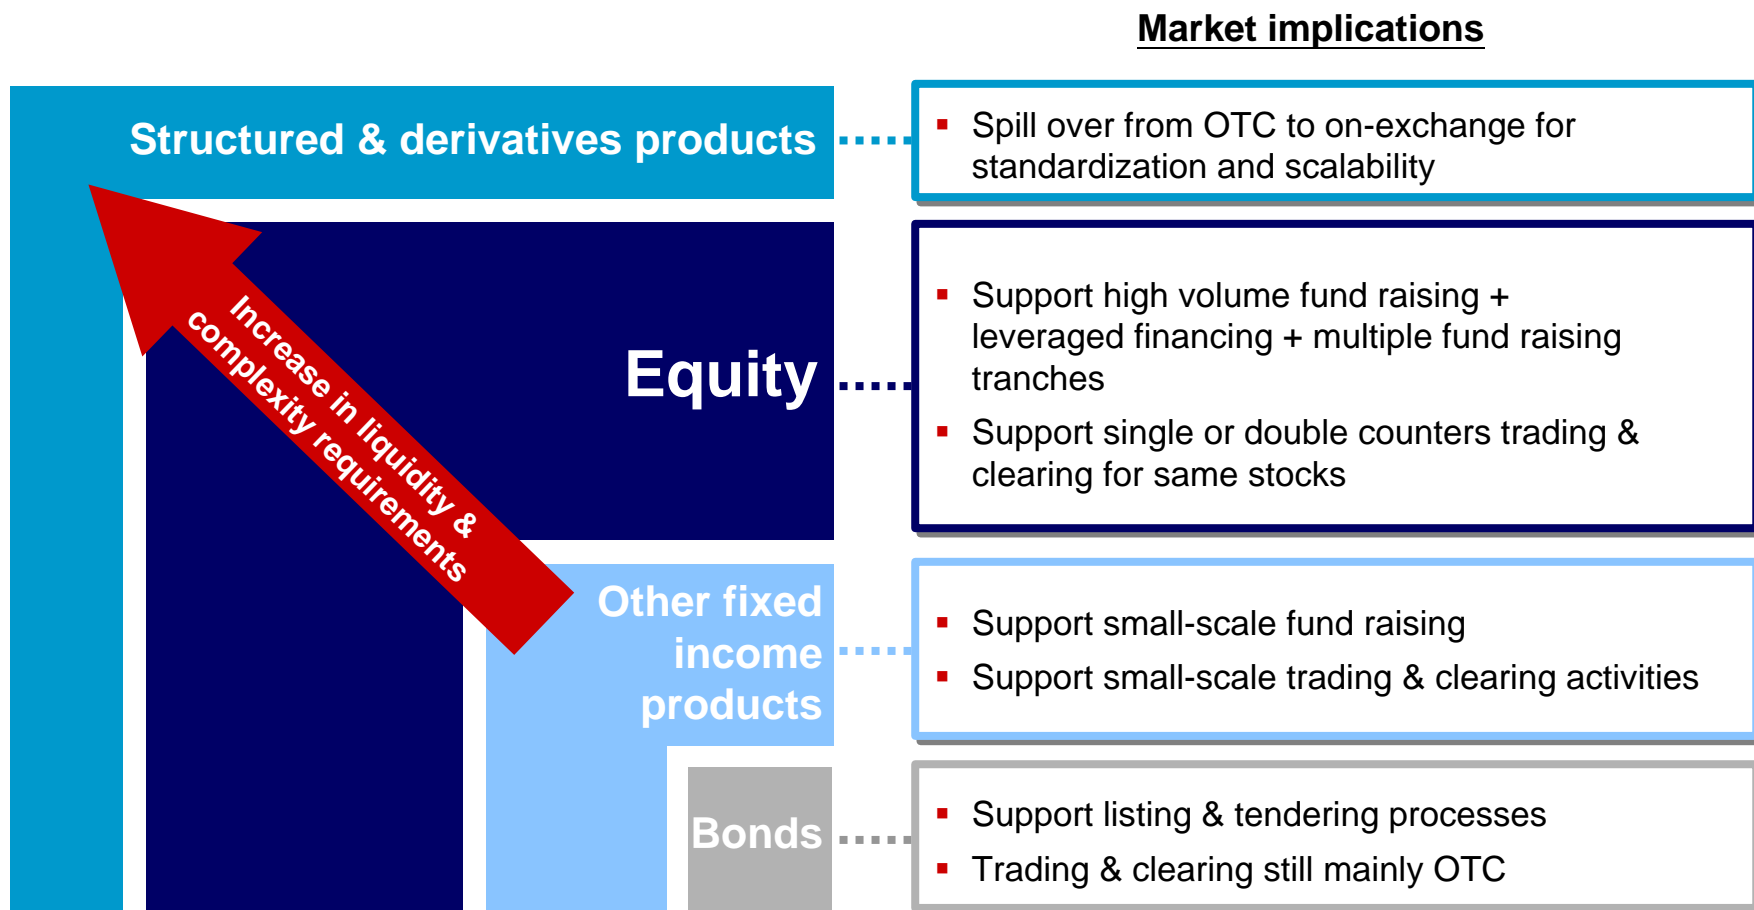 Market implications
Structured & derivatives products
▪ Spill over from OTC to on-exchange for
standardization and scalability
Increase in liquidity &
complexity requirements
Equity
▪ Support high volume fund raising +
leveraged financing + multiple fund raising
tranches
▪ Support single or double counters trading &
clearing for same stocks
Other fixed
income
products
▪ Support small-scale fund raising
▪ Support small-scale trading & clearing activities
Bonds
▪ Support listing & tendering processes
▪ Trading & clearing still mainly OTC